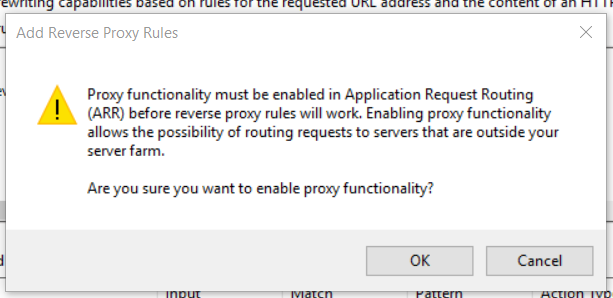 rewriting capabilities based on rules for the requested URL address and the content of an HTT
Add Reverse Proxy Rules
Proxy functionality must be enabled in Application Request Routing
(ARR) before reverse proxy rules will work. Enabling proxy functionality
allows the possibility of routing requests to servers that are outside your
server farm.
Are you sure you want to enable proxy functionality?
OK Cancel
Input Match Pattern Action Typ